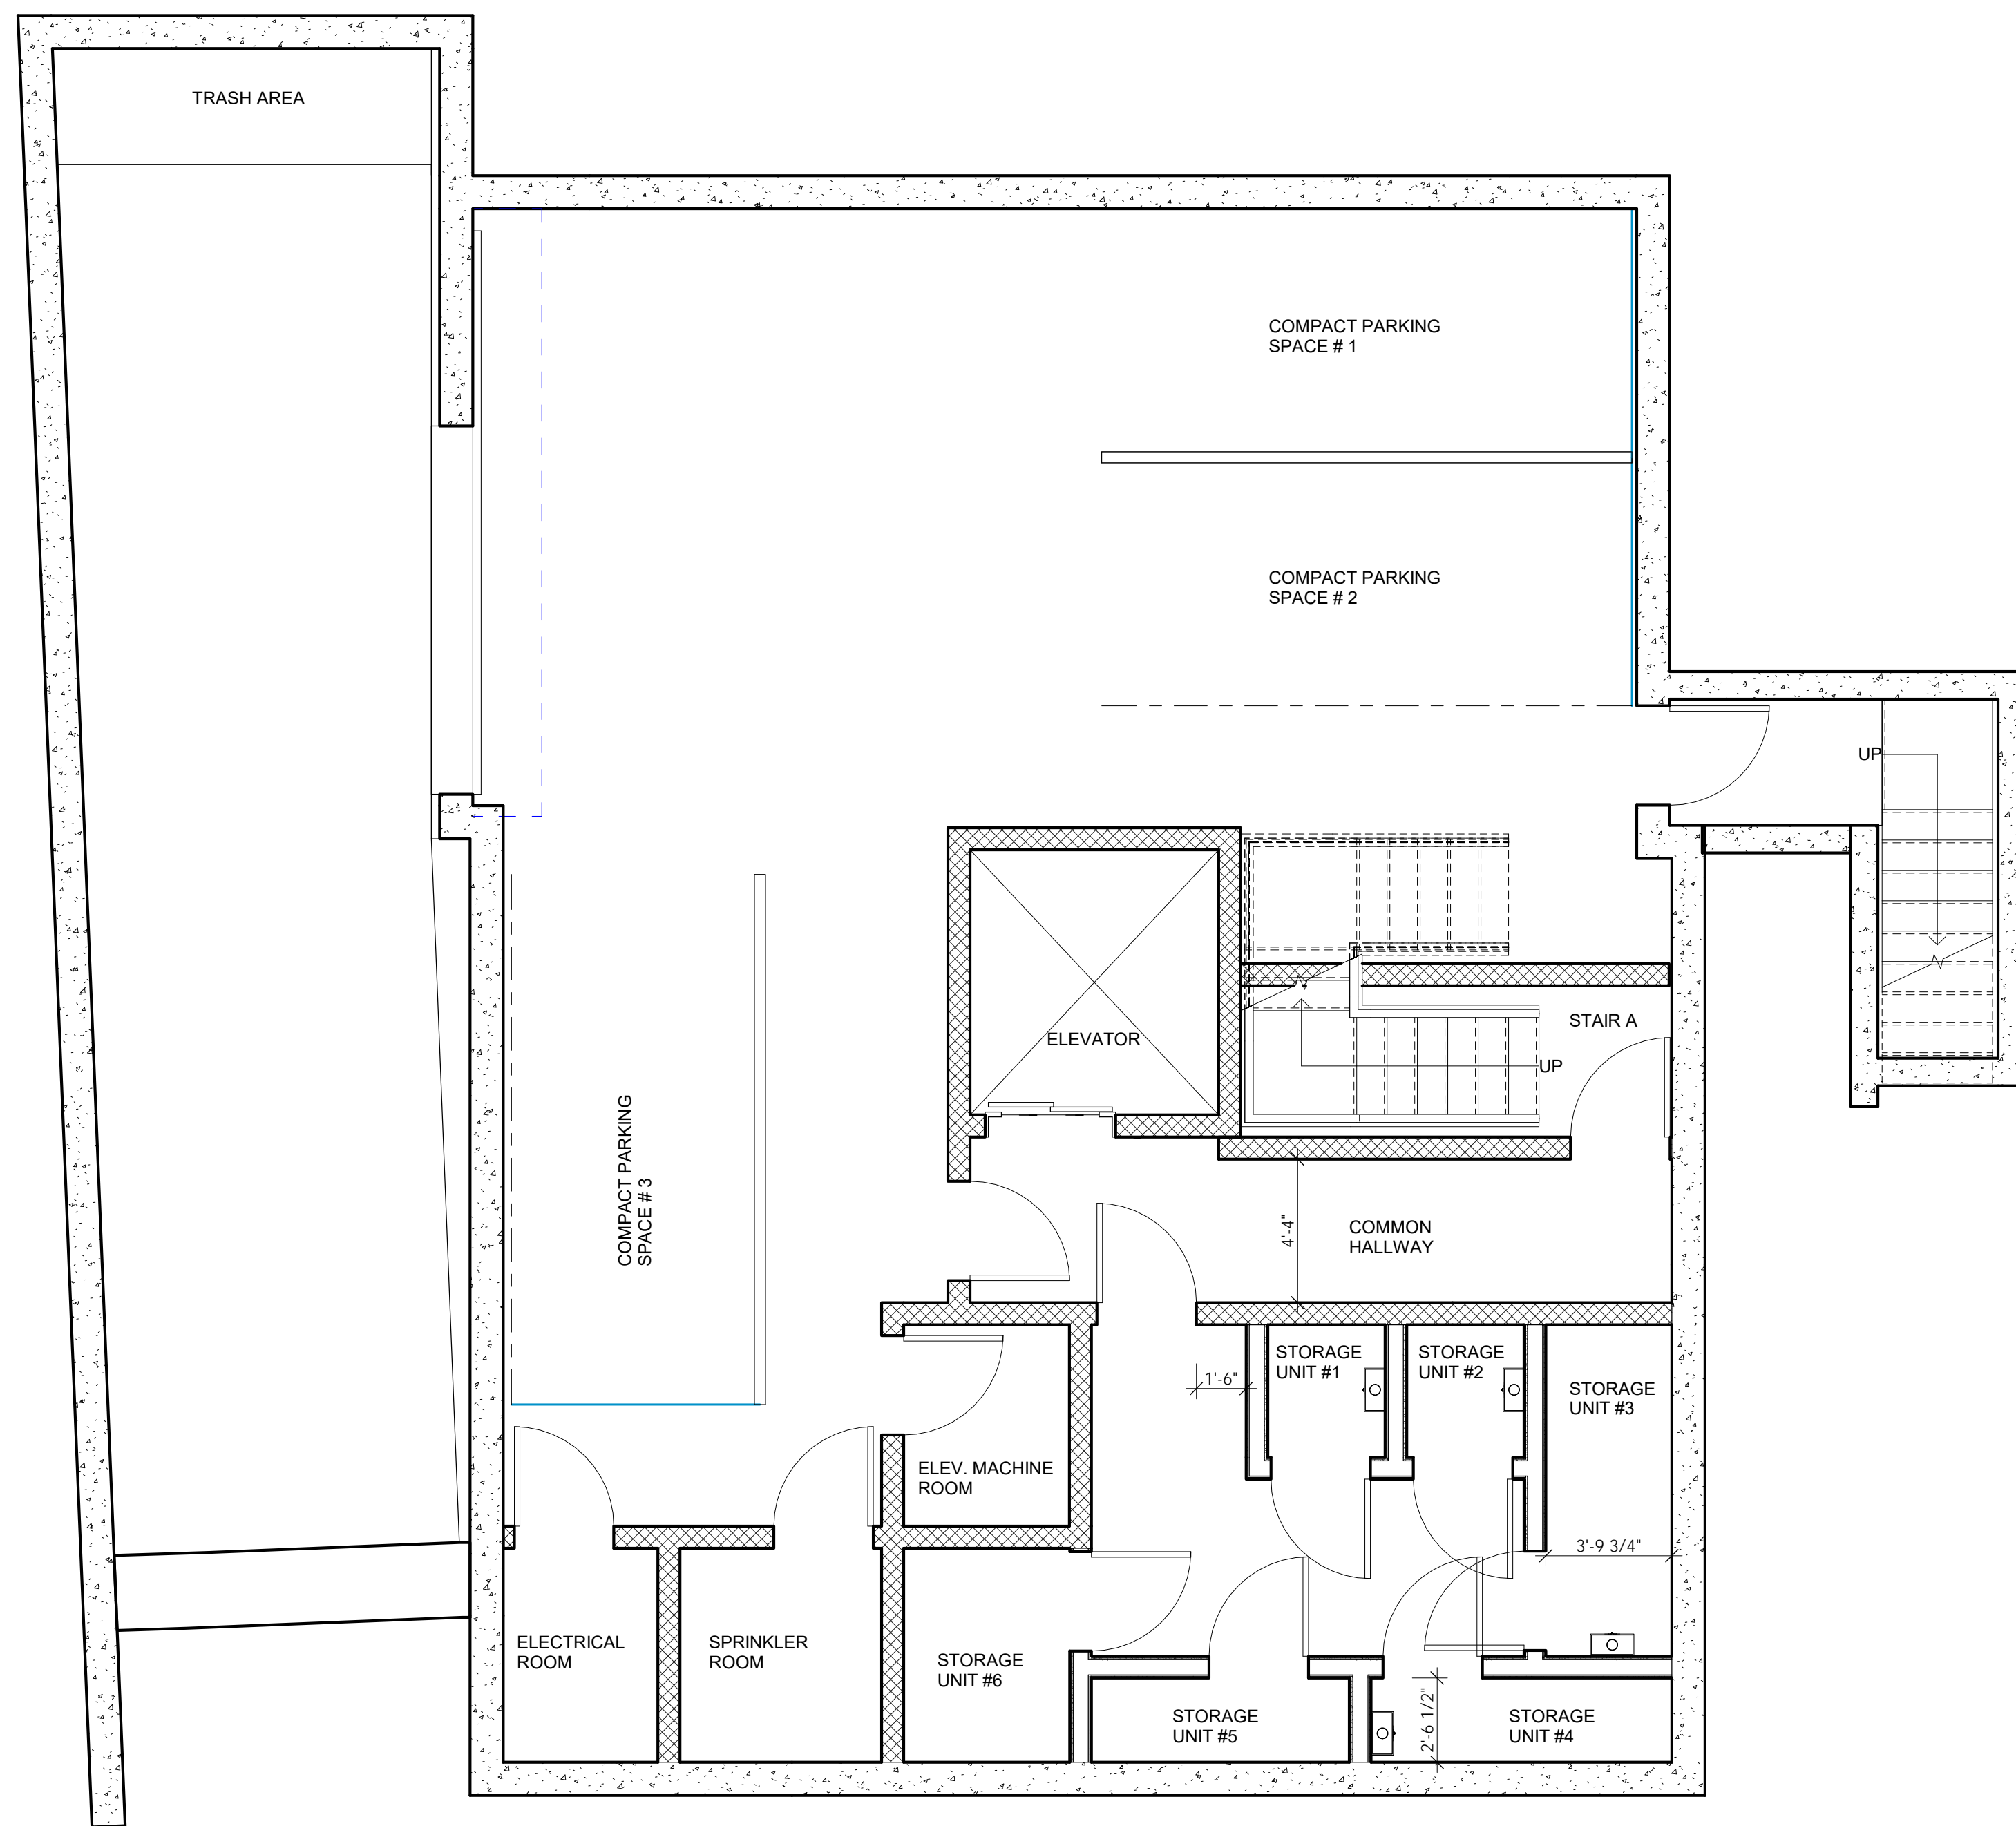 TRASH AREA
COMPACT PARKING
SPACE # 1
COMPACT PARKING
SPACE # 2
UP
ELEVATOR
STAIR A
UP
COMPACT PARKING
SPACE # 3
4'-4"
COMMON
HALLWAY
1'-6"
STORAGE
UNIT #1
STORAGE
UNIT #2
STORAGE
UNIT #3
ELEV. MACHINE
ROOM
3'-9 3/4"
ELECTRICAL
ROOM
SPRINKLER
ROOM
STORAGE
UNIT #6
STORAGE
UNIT #5
2'-6 1/2"
STORAGE
UNIT #4